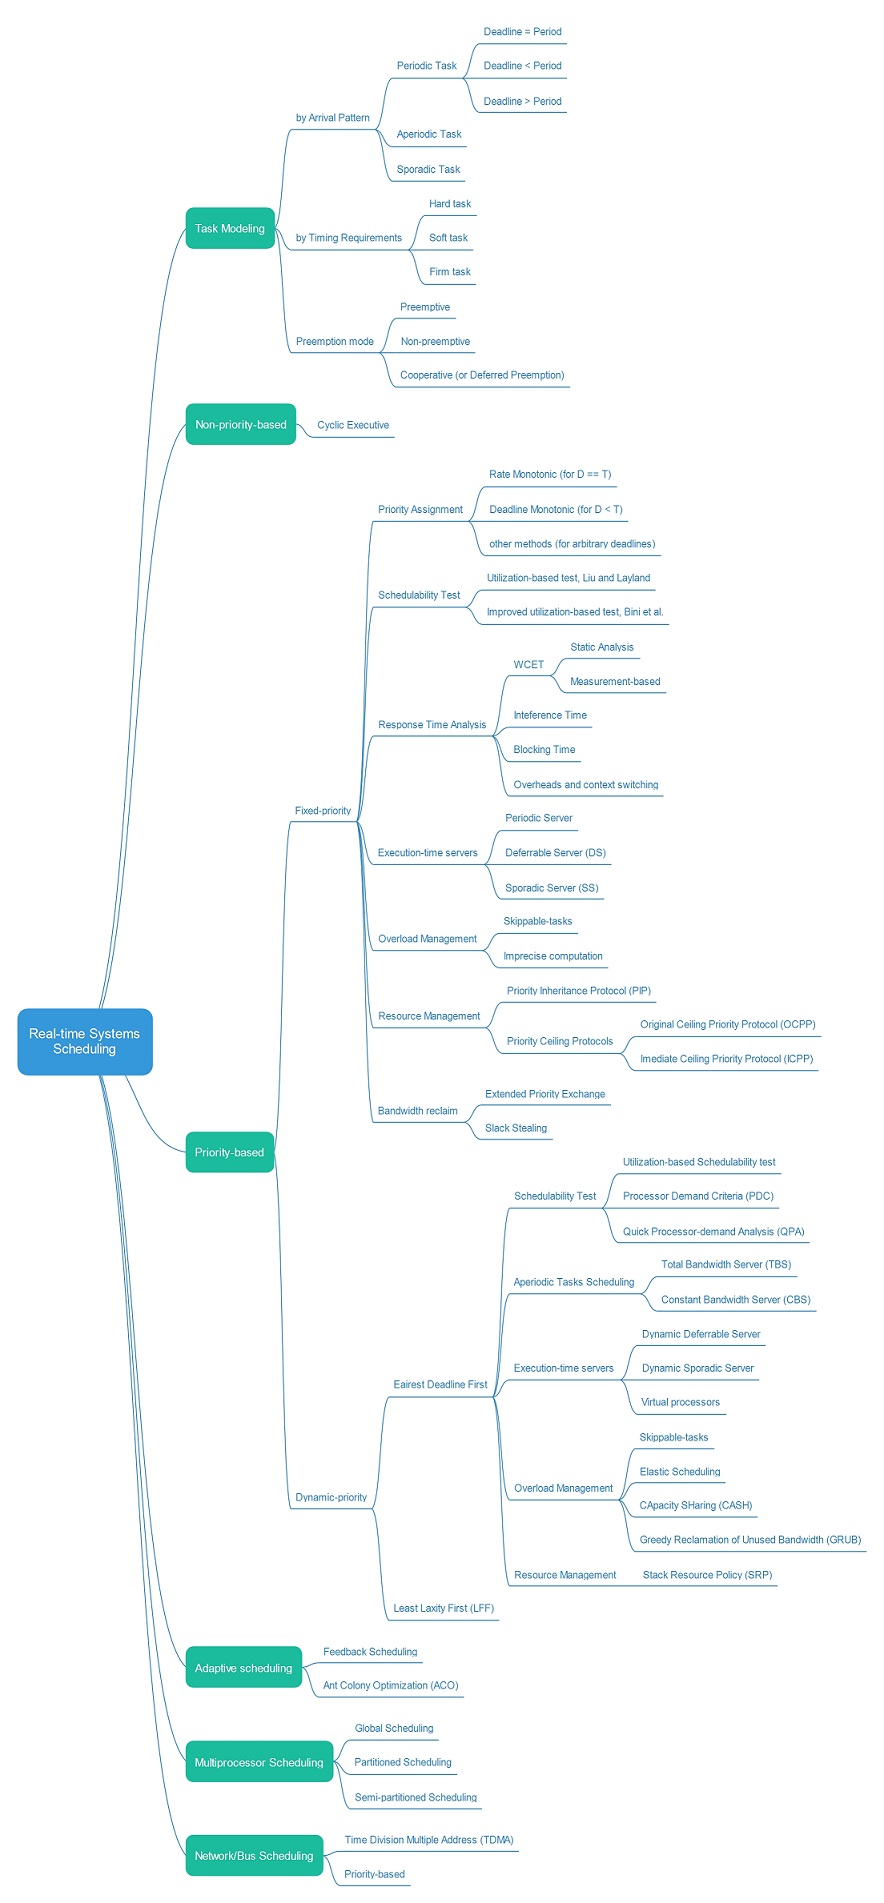 Real-time Systems
Scheduling
Task Modeling
by Arrival Pattern
Periodic Task
Deadline = Period
Deadline < Period
Deadline > Period
Aperiodic Task
Sporadic Task
by Timing Requirements
Hard task
Soft task
Firm task
Preemption mode
Preemptive
Non-preemptive
Cooperative (or Deferred Preemption)
Non-priority-based
Cyclic Executive
Priority-based
Fixed-priority
Priority Assignment
Rate Monotonic (for D == T)
Deadline Monotonic (for D < T)
other methods (for arbitrary deadlines)
Schedulability Test
Utilization-based test, Liu and Layland
Improved utilization-based test, Bini et al.
Response Time Analysis
WCET
Static Analysis
Measurement-based
Inteference Time
Blocking Time
Overheads and context switching
Execution-time servers
Periodic Server
Deferrable Server (DS)
Sporadic Server (SS)
Overload Management
Skippable-tasks
Imprecise computation
Resource Management
Priority Inheritance Protocol (PIP)
Priority Ceiling Protocols
Original Ceiling Priority Protocol (OCPP)
Imediate Ceiling Priority Protocol (ICPP)
Bandwidth reclaim
Extended Priority Exchange
Slack Stealing
Dynamic-priority
Eairest Deadline First
Schedulability Test
Utilization-based Schedulability test
Processor Demand Criteria (PDC)
Quick Processor-demand Analysis (QPA)
Aperiodic Tasks Scheduling
Total Bandwidth Server (TBS)
Constant Bandwidth Server (CBS)
Execution-time servers
Dynamic Deferrable Server
Dynamic Sporadic Server
Virtual processors
Overload Management
Skippable-tasks
Elastic Scheduling
CApacity SHaring (CASH)
Greedy Reclamation of Unused Bandwidth (GRUB)
Resource Management
Stack Resource Policy (SRP)
Least Laxity First (LFF)
Adaptive scheduling
Feedback Scheduling
Ant Colony Optimization (ACO)
Multiprocessor Scheduling
Global Scheduling
Partitioned Scheduling
Semi-partitioned Scheduling
Network/Bus Scheduling
Time Division Multiple Address (TDMA)
Priority-based